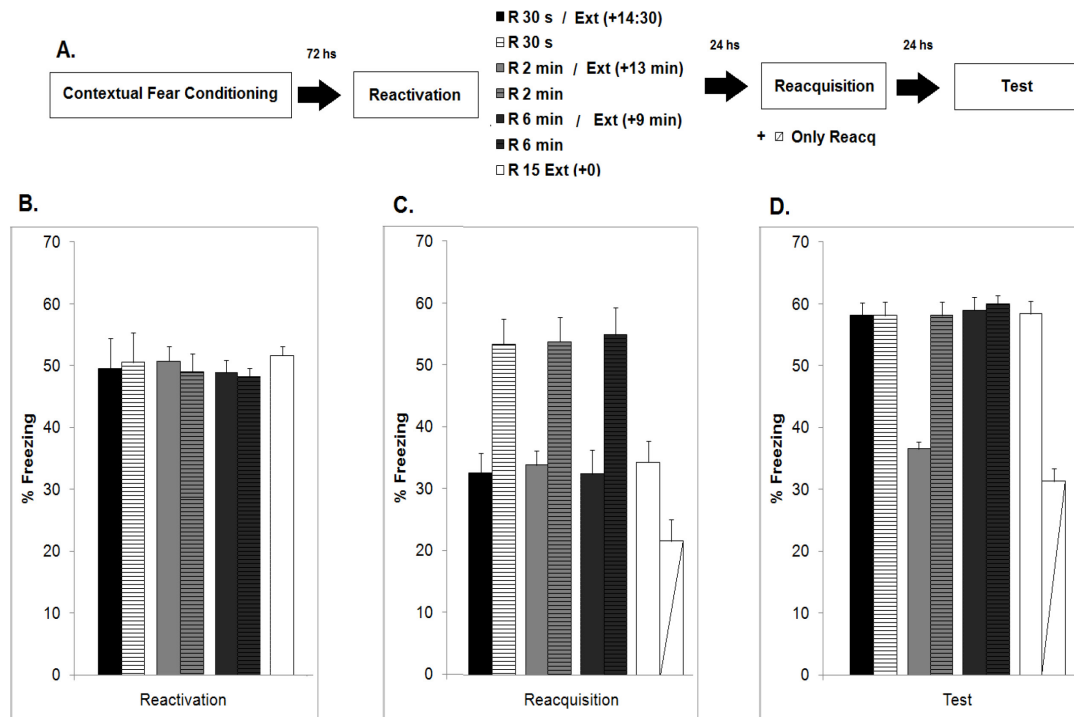 A.
Contextual Fear Conditioning
72 hs
Reactivation
R 30 s / Ext (+14:30)
R 30 s
R 2 min / Ext (+13 min)
R 2 min
R 6 min / Ext (+9 min)
R 6 min
R 15 Ext (+0)
24 hs
Reacquisition
+ Only Reacq
24 hs
Test
B.
70
60
50
40
30
20
10
0
% Freezing
Reactivation
C.
70
60
50
40
30
20
10
0
% Freezing
Reacquisition
D.
70
60
50
40
30
20
10
0
% Freezing
Test